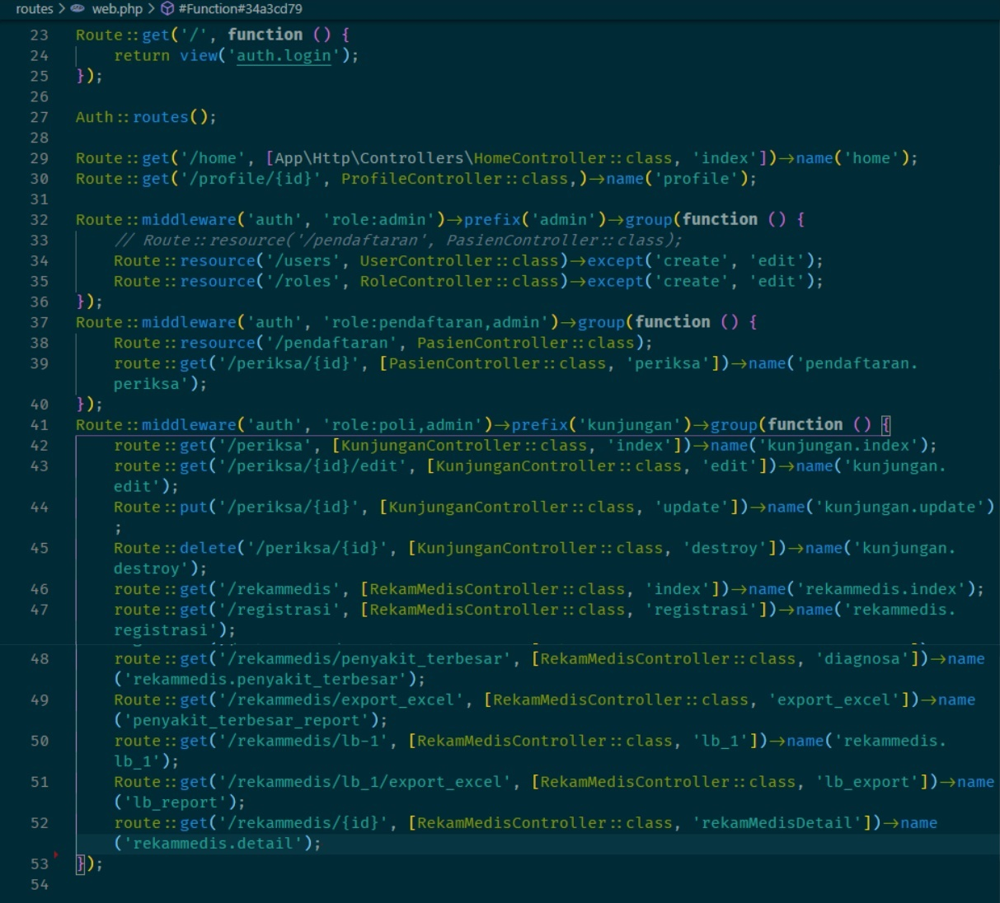 routes > web.php > #Function#34a3cd79
23 Route::get('/', function () {
24 return view('auth.login');
25 });
26
27 Auth::routes();
28
29 Route::get('/home', [App\Http\Controllers\HomeController::class, 'index'])->name('home');
30 Route::get('/profile/{id}', ProfileController::class,)->name('profile');
31
32 Route::middleware('auth', 'role:admin')->prefix('admin')->group(function () {
33 // Route::resource('/pendaftaran', PasienController::class);
34 Route::resource('/users', UserController::class)->except('create', 'edit');
35 Route::resource('/roles', RoleController::class)->except('create', 'edit');
36 });
37 Route::middleware('auth', 'role:pendaftaran,admin')->group(function () {
38 Route::resource('/pendaftaran', PasienController::class);
39 route::get('/periksa/{id}', [PasienController::class, 'periksa'])->name('pendaftaran.
periksa');
40 });
41 Route::middleware('auth', 'role:poli,admin')->prefix('kunjungan')->group(function () {
42 route::get('/periksa', [KunjunganController::class, 'index'])->name('kunjungan.index');
43 route::get('/periksa/{id}/edit', [KunjunganController::class, 'edit'])->name('kunjungan.
edit');
44 Route::put('/periksa/{id}', [KunjunganController::class, 'update'])->name('kunjungan.update')
;
45 Route::delete('/periksa/{id}', [KunjunganController::class, 'destroy'])->name('kunjungan.
destroy');
46 route::get('/rekammedis', [RekamMedisController::class, 'index'])->name('rekammedis.index');
47 route::get('/registrasi', [RekamMedisController::class, 'registrasi'])->name('rekammedis.
registrasi');
48 route::get('/rekammedis/penyakit_terbesar', [RekamMedisController::class, 'diagnosa'])->name
('rekammedis.penyakit_terbesar');
49 Route::get('/rekammedis/export_excel', [RekamMedisController::class, 'export_excel'])->name
('penyakit_terbesar_report');
50 route::get('/rekammedis/lb-1', [RekamMedisController::class, 'lb_1'])->name('rekammedis.
lb_1');
51 Route::get('/rekammedis/lb_1/export_excel', [RekamMedisController::class, 'lb_export'])->name
('lb_report');
52 route::get('/rekammedis/{id}', [RekamMedisController::class, 'rekamMedisDetail'])->name
('rekammedis.detail');
53 });
54